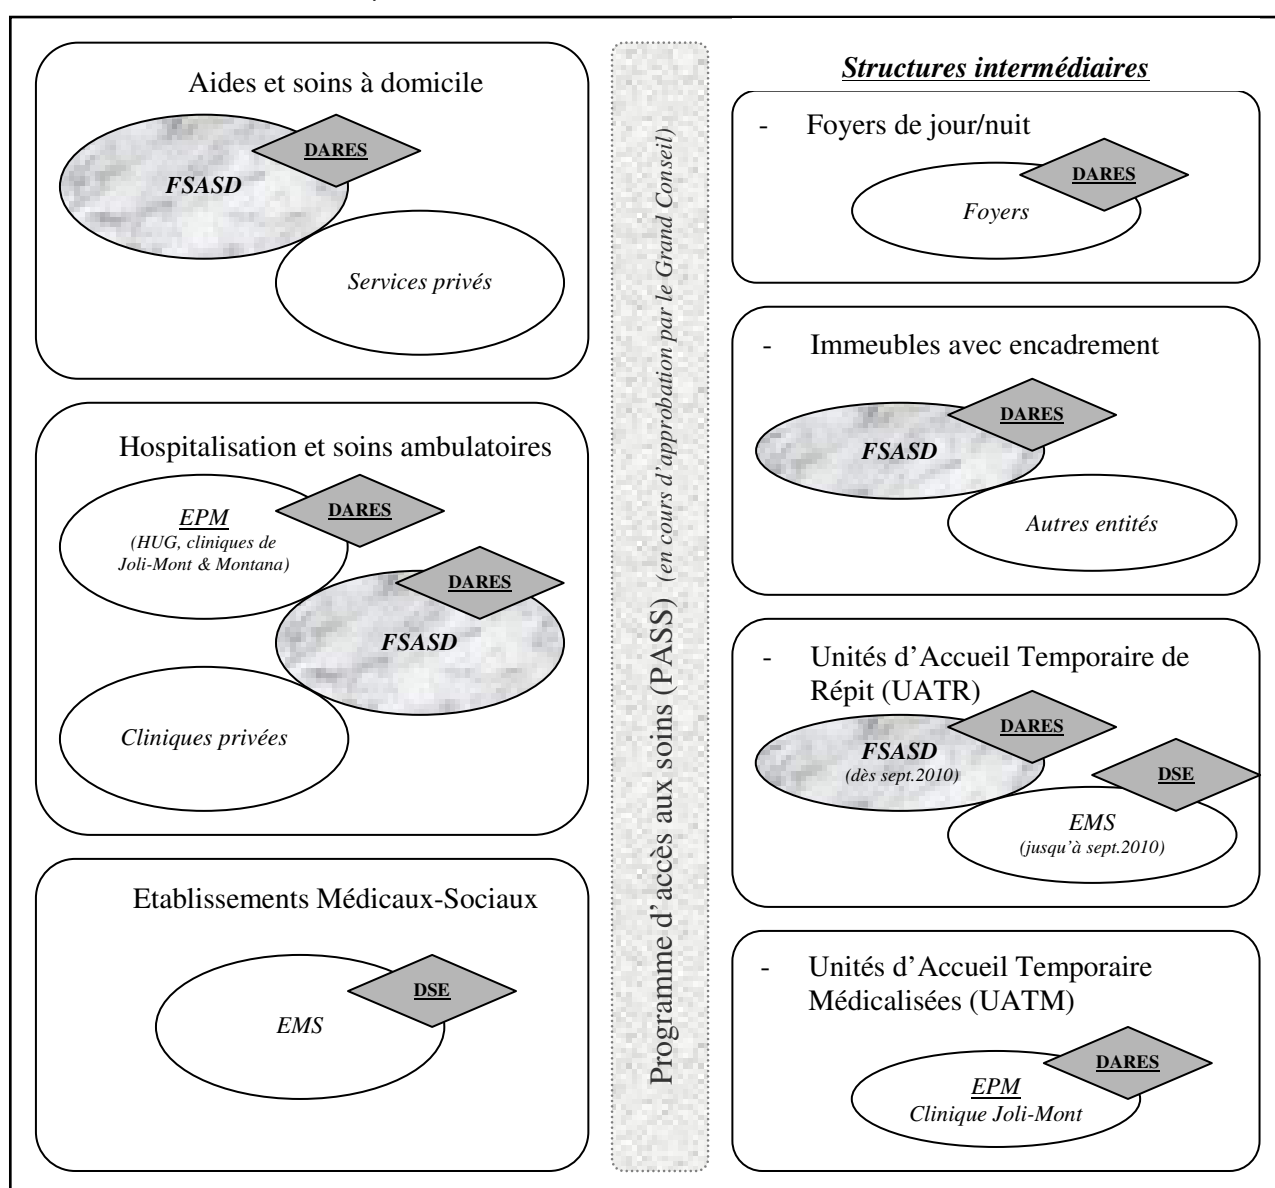 Aides et soins à domicile
DARES
FSASD
Services privés
Hospitalisation et soins ambulatoires
EPM
(HUG, cliniques de
Joli-Mont & Montana)
DARES
DARES
FSASD
Cliniques privées
Etablissements Médicaux-Sociaux
DSE
EMS
Programme d'accès aux soins (PASS) (en cours d'approbation par le Grand Conseil)
Structures intermédiaires
- Foyers de jour/nuit
DARES
Foyers
- Immeubles avec encadrement
DARES
FSASD
Autres entités
- Unités d'Accueil Temporaire de
Répit (UATR)
DARES
FSASD
(dès sept.2010)
DSE
EMS
(jusqu'à sept.2010)
- Unités d'Accueil Temporaire
Médicalisées (UATM)
DARES
EPM
Clinique Joli-Mont